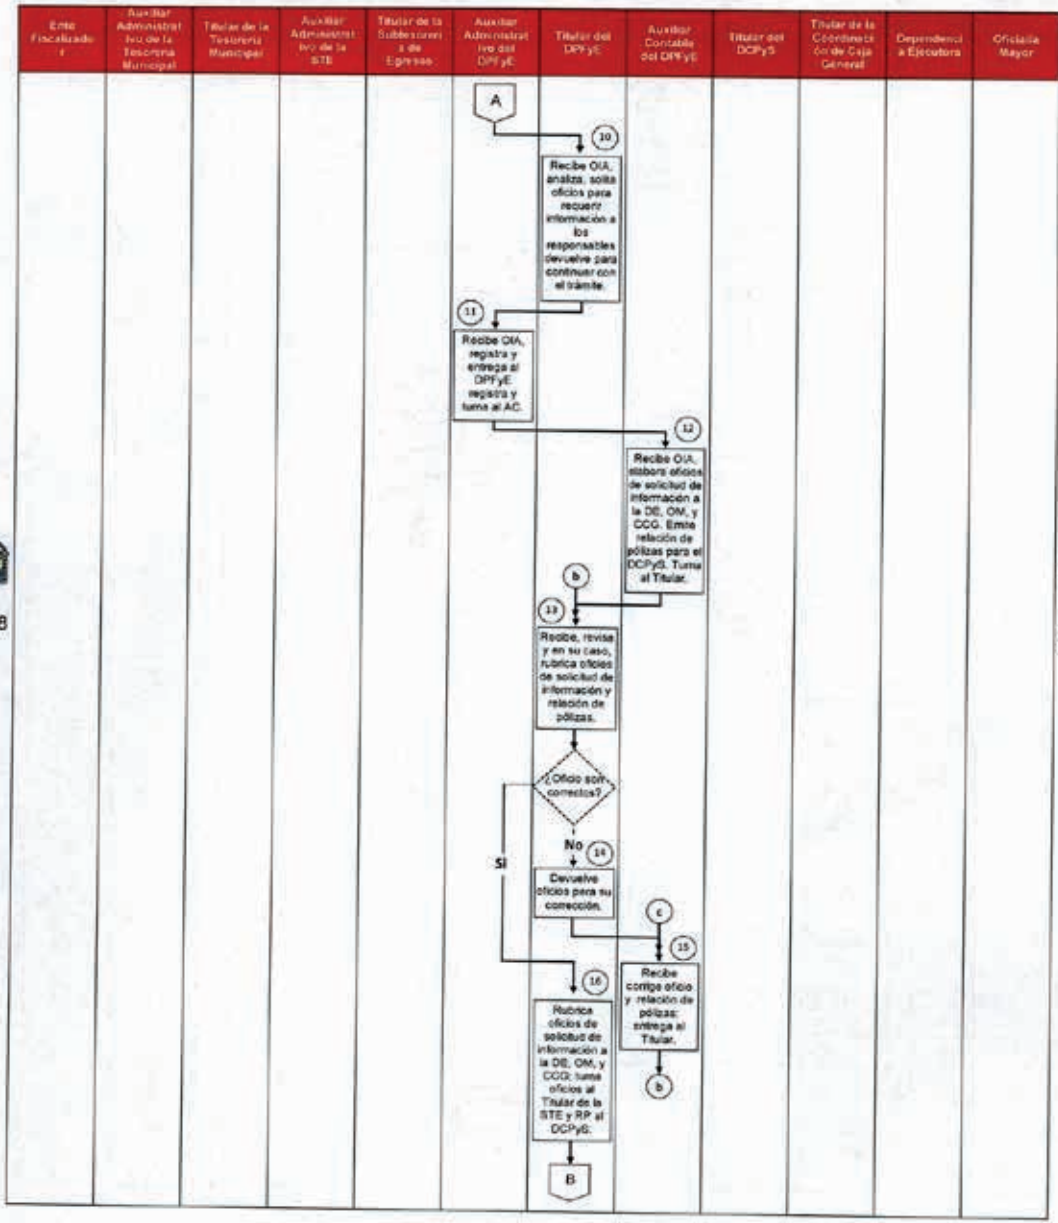 Ente
Fiscalizado
r
Auxiliar
Administrat
ivo de la
Tesorería
Municipal
Titular de la
Tesorería
Municipal
Auxiliar
Administrat
ivo de la
STE
Titular de la
Subtesorerí
a de
Egresos
Auxiliar
Administrat
ivo del
DPFyE
Titular del
DPFyE
Auxiliar
Contable
del DPFyE
Titular del
DCPyS
Titular de la
Coordinaci
ón de Caja
General
Dependenci
a Ejecutora
Oficialía
Mayor
A
10
Recibe OIA,
analiza, solita
oficios para
requerir
información a
los
responsables
devuelve para
continuar con
el trámite.
11
Recibe OIA,
registra y
entrega al
DPFyE
registra y
turna al AC.
12
Recibe OIA,
elabora oficios
de solicitud de
información a
la DE, OM, y
CCG. Emite
relación de
pólizas para el
DCPyS. Turna
al Titular.
b
13
Recibe, revisa
y en su caso,
rubrica oficios
de solicitud de
información y
relación de
pólizas.
¿Oficio son
correctos?
No
Si
14
Devuelve
oficios para su
corrección.
c
15
Recibe
corrige oficio
y relación de
pólizas;
entrega al
Titular.
b
16
Rubrica
oficios de
solicitud de
información a
la DE, OM, y
CCG; turna
oficios al
Titular de la
STE y RP al
DCPyS.
B
8